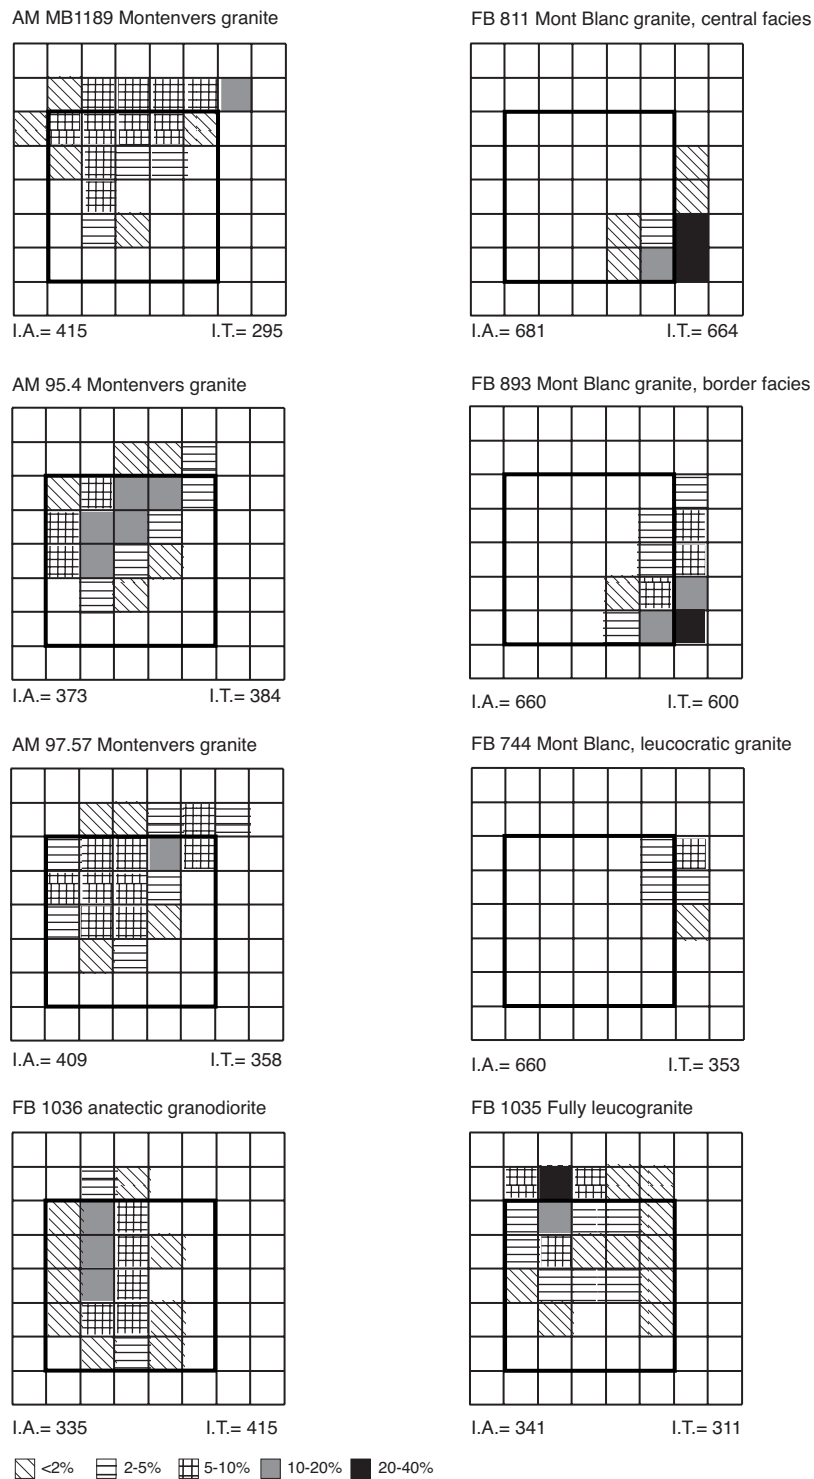 AM MB1189 Montenvers granite
FB 811 Mont Blanc granite, central facies
I.A.= 415 I.T.= 295
I.A.= 681 I.T.= 664
AM 95.4 Montenvers granite
FB 893 Mont Blanc granite, border facies
I.A.= 373 I.T.= 384
I.A.= 660 I.T.= 600
AM 97.57 Montenvers granite
FB 744 Mont Blanc, leucocratic granite
I.A.= 409 I.T.= 358
I.A.= 660 I.T.= 353
FB 1036 anatectic granodiorite
FB 1035 Fully leucogranite
I.A.= 335 I.T.= 415
I.A.= 341 I.T.= 311
<2% 2-5% 5-10% 10-20% 20-40%